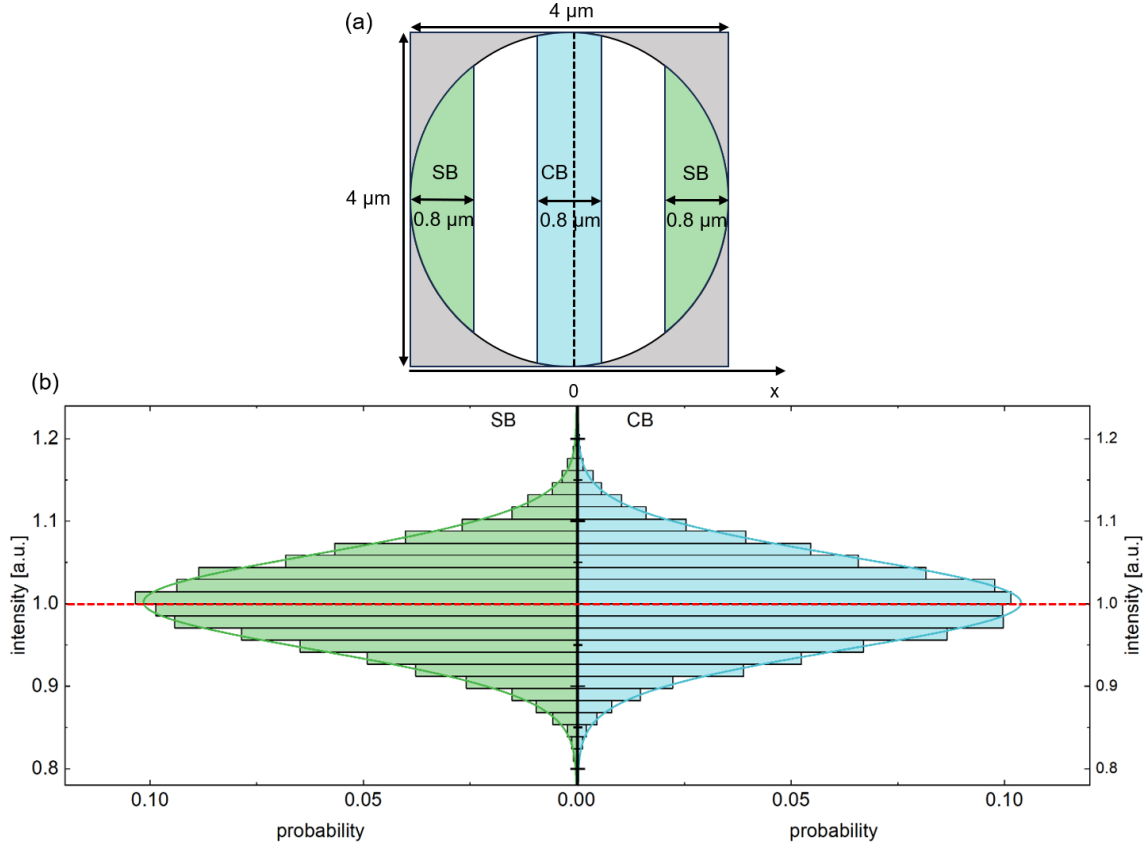 (a)
4 µm
4 µm
SB
CB
SB
0.8 µm
0.8 µm
0.8 µm
0
x
(b)
SB
CB
1.2
1.2
1.1
1.1
1.0
1.0
0.9
0.9
0.8
0.8
intensity [a.u.]
intensity [a.u.]
0.10
0.05
0.00
0.05
0.10
probability
probability